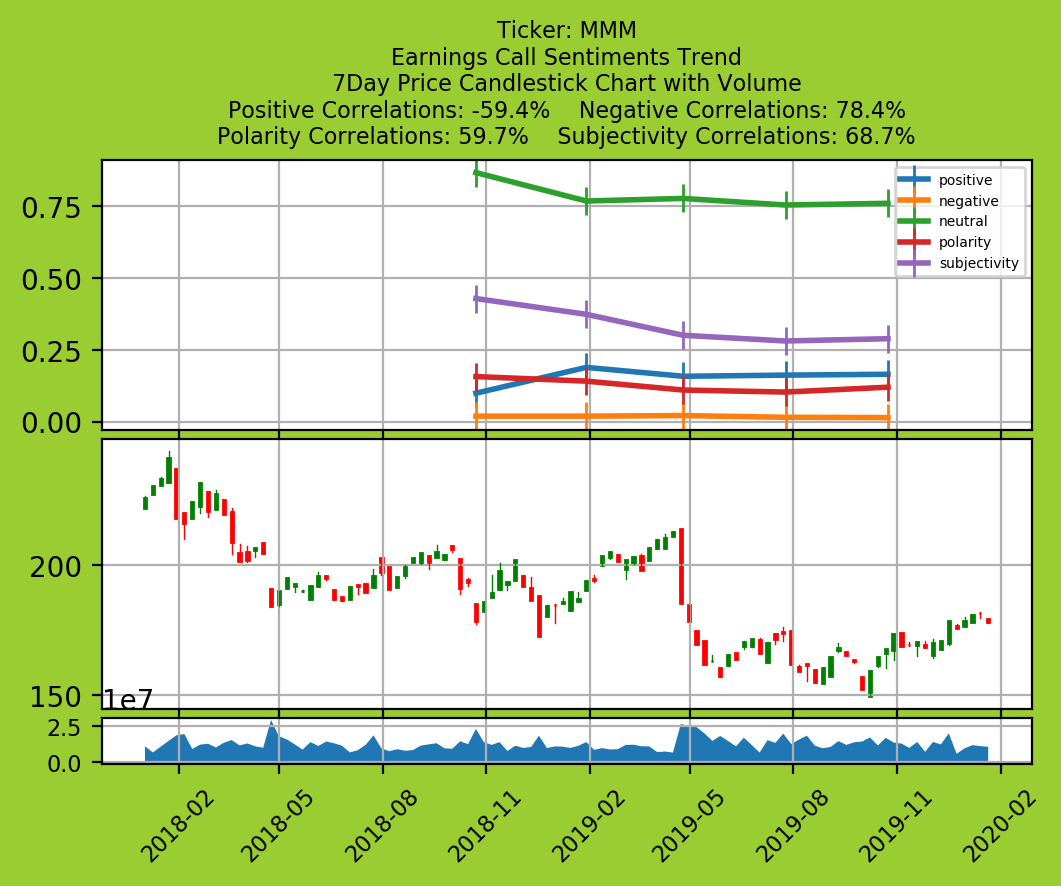 Ticker: MMM
Earnings Call Sentiments Trend
7Day Price Candlestick Chart with Volume
Positive Correlations: -59.4%    Negative Correlations: 78.4%
Polarity Correlations: 59.7%    Subjectivity Correlations: 68.7%
positive
negative
neutral
polarity
subjectivity
0.75
0.50
0.25
0.00
200
150
1e7
2.5
0.0
2018-02
2018-05
2018-08
2018-11
2019-02
2019-05
2019-08
2019-11
2020-02